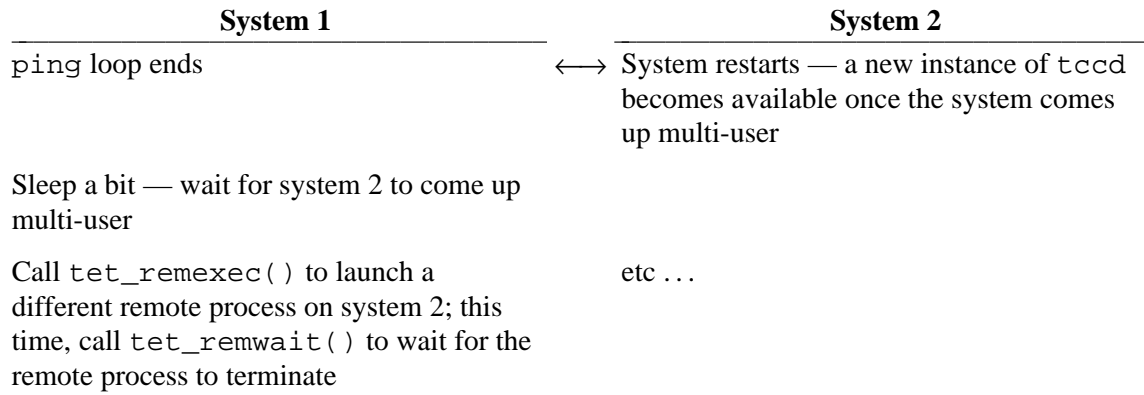 System 1 System 2
ping loop ends ←→ System restarts — a new instance of tccd
becomes available once the system comes
up multi-user
Sleep a bit — wait for system 2 to come up
multi-user
Call tet_remexec() to launch a etc ...
different remote process on system 2; this
time, call tet_remwait() to wait for the
remote process to terminate